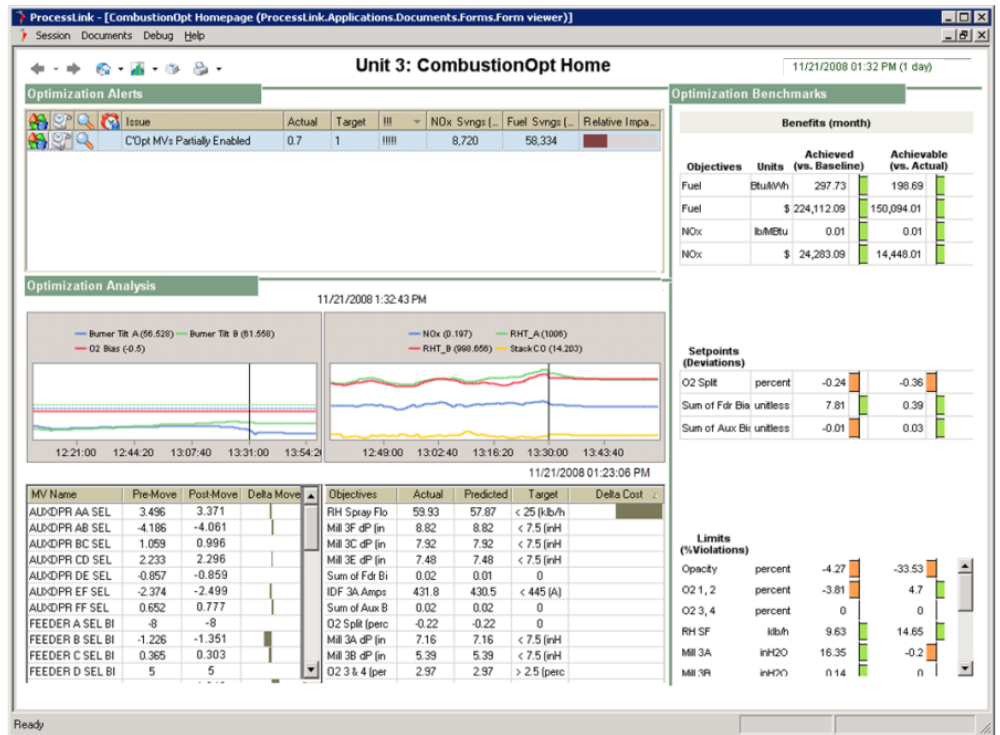 ProcessLink - [CombustionOpt Homepage (ProcessLink.Applications.Documents.Forms.Form viewer)]
Session Documents Debug Help
Unit 3: CombustionOpt Home
11/21/2008 01:32 PM (1 day)
Optimization Alerts
Issue Actual Target !!! NOx Svngs (... Fuel Svngs (... Relative Impa...
C'Opt MVs Partially Enabled 0.7 1 !!!!! 8,720 58,334
Optimization Analysis
11/21/2008 1:32:43 PM
Burner Tilt A (56.528) Burner Tilt B (61.558)
O2 Bias (-0.5)
12:21:00 12:44:20 13:07:40 13:31:00 13:54:2
NOx (0.197) RHT_A (1006)
RHT_B (998.656) StackCO (14.203)
12:49:00 13:02:40 13:16:20 13:30:00 13:43:40
11/21/2008 01:23:06 PM
MV Name Pre-Move Post-Move Delta Move
AUXDPR AA SEL 3.496 3.371
AUXDPR AB SEL -4.186 -4.061
AUXDPR BC SEL 1.059 0.996
AUXDPR CD SEL 2.233 2.296
AUXDPR DE SEL -0.857 -0.859
AUXDPR EF SEL -2.374 -2.499
AUXDPR FF SEL 0.652 0.777
FEEDER A SEL BI -8 -8
FEEDER B SEL BI -1.226 -1.351
FEEDER C SEL BI 0.365 0.303
FEEDER D SEL BI 5 5
Objectives Actual Predicted Target Delta Cost
RH Spray Flo 59.93 57.87 < 25 (klb/h
Mill 3F dP (in 8.82 8.82 < 7.5 (inH
Mill 3C dP (in 7.92 7.92 < 7.5 (inH
Mill 3E dP (in 7.48 7.48 < 7.5 (inH
Sum of Fdr Bi 0.02 0.01 0
IDF 3A Amps 431.8 430.5 < 445 (A)
Sum of Aux B 0.02 0.02 0
O2 Split (perc -0.22 -0.22 0
Mill 3A dP (in 7.16 7.16 < 7.5 (inH
Mill 3B dP (in 5.39 5.39 < 7.5 (inH
O2 3 & 4 (per 2.97 2.97 > 2.5 (perc
Optimization Benchmarks
Benefits (month)
Objectives Units Achieved (vs. Baseline) Achievable (vs. Actual)
Fuel Btu/kWh 297.73 198.69
Fuel $ 224,112.09 150,094.01
NOx lb/MBtu 0.01 0.01
NOx $ 24,283.09 14,448.01
Setpoints
(Deviations)
O2 Split percent -0.24 -0.36
Sum of Fdr Bia unitless 7.81 0.39
Sum of Aux Bi unitless -0.01 0.03
Limits
(%Violations)
Opacity percent -4.27 -33.53
O2 1, 2 percent -3.81 4.7
O2 3, 4 percent 0 0
RH SF klb/h 9.63 14.65
Mill 3A inH2O 16.35 -0.2
Mill 3B inH2O 0.14 0
Ready